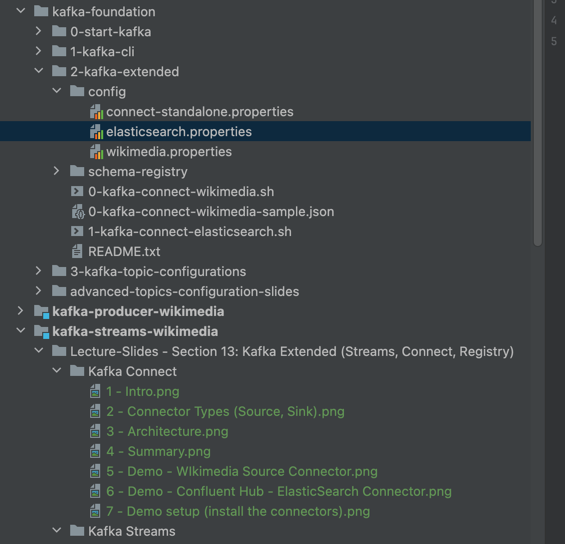 kafka-foundation
0-start-kafka
1-kafka-cli
2-kafka-extended
config
connect-standalone.properties
elasticsearch.properties
wikimedia.properties
schema-registry
0-kafka-connect-wikimedia.sh
0-kafka-connect-wikimedia-sample.json
1-kafka-connect-elasticsearch.sh
README.txt
3-kafka-topic-configurations
advanced-topics-configuration-slides
kafka-producer-wikimedia
kafka-streams-wikimedia
Lecture-Slides - Section 13: Kafka Extended (Streams, Connect, Registry)
Kafka Connect
1 - Intro.png
2 - Connector Types (Source, Sink).png
3 - Architecture.png
4 - Summary.png
5 - Demo - WIkimedia Source Connector.png
6 - Demo - Confluent Hub - ElasticSearch Connector.png
7 - Demo setup (install the connectors).png
Kafka Streams
4
5